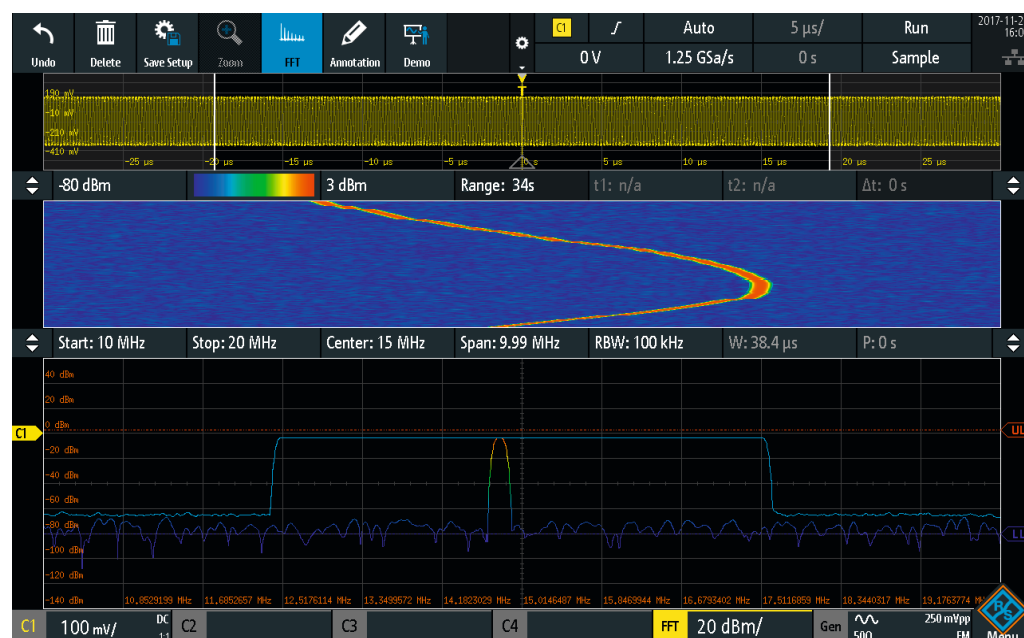 C1 Auto 5 µs/ Run 2017-11-2
16:0
Undo Delete Save Setup Zoom FFT Annotation Demo 0 V 1.25 GSa/s 0 s Sample
T
190 mV
-10 mV
-210 mV
-410 mV
-25 µs -20 µs -15 µs -10 µs -5 µs 0 s 5 µs 10 µs 15 µs 20 µs 25 µs
-80 dBm 3 dBm Range: 34s t1: n/a t2: n/a Δt: 0 s
Start: 10 MHz Stop: 20 MHz Center: 15 MHz Span: 9.99 MHz RBW: 100 kHz W: 38.4 µs P: 0 s
40 dBm
20 dBm
0 dBm
C1 UL
-20 dBm
-40 dBm
-60 dBm
-80 dBm
LL
-100 dBm
-120 dBm
-140 dBm 10.8529199 MHz 11.6852657 MHz 12.5176114 MHz 13.3499572 MHz 14.1823029 MHz 15.0146487 MHz 15.8469944 MHz 16.6793402 MHz 17.5116859 MHz 18.3440317 MHz 19.1763774 M
C1 100 mV/ DC 1:1 C2 C3 C4 FFT 20 dBm/ Gen 500 250 mVpp FM R&S Menu